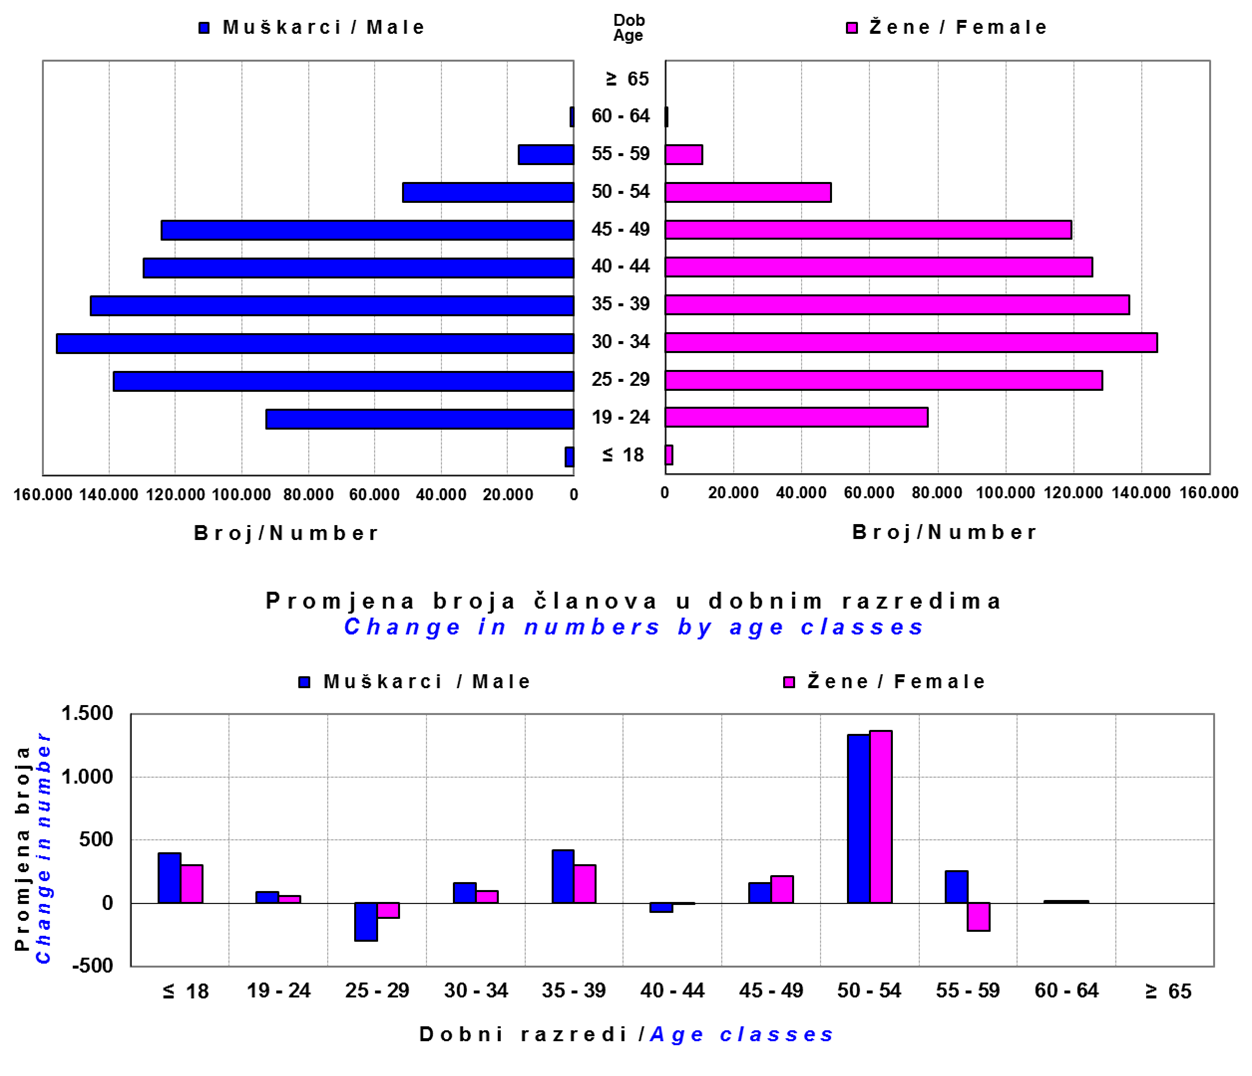 Muškarci / Male
Dob
Age
Žene / Female
≥ 65
60 - 64
55 - 59
50 - 54
45 - 49
40 - 44
35 - 39
30 - 34
25 - 29
19 - 24
≤ 18
160.000 140.000 120.000 100.000 80.000 60.000 40.000 20.000 0
0 20.000 40.000 60.000 80.000 100.000 120.000 140.000 160.000
Broj/Number
Broj/Number
Promjena broja članova u dobnim razredima
Change in numbers by age classes
Muškarci / Male
Žene / Female
Promjena broja
Change in number
1.500
1.000
500
0
-500
≤ 18 19 - 24 25 - 29 30 - 34 35 - 39 40 - 44 45 - 49 50 - 54 55 - 59 60 - 64 ≥ 65
Dobni razredi /Age classes